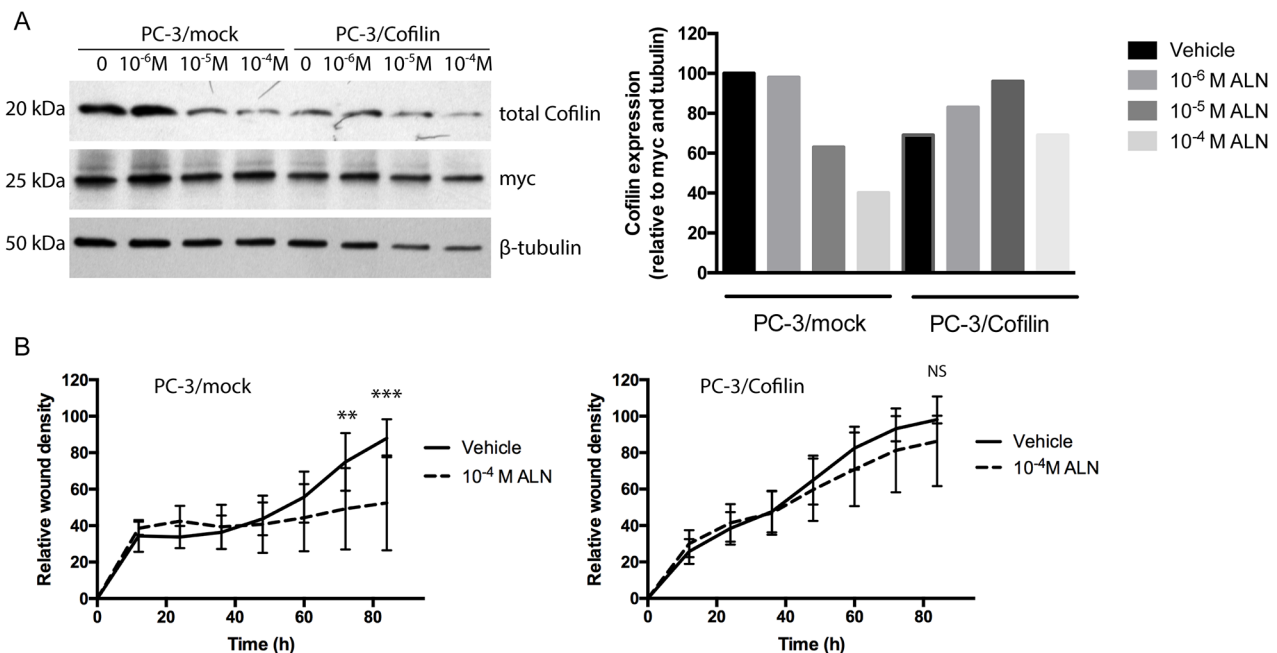 A
PC-3/mock PC-3/Cofilin
0 10⁻⁶M 10⁻⁵M 10⁻⁴M 0 10⁻⁶M 10⁻⁵M 10⁻⁴M
20 kDa total Cofilin
25 kDa myc
50 kDa β-tubulin
Cofilin expression
(relative to myc and tubulin)
120
100
80
60
40
20
0
PC-3/mock PC-3/Cofilin
Vehicle
10⁻⁶ M ALN
10⁻⁵ M ALN
10⁻⁴ M ALN
B
PC-3/mock
Relative wound density
120
100
80
60
40
20
0
0 20 40 60 80
Time (h)
** ***
Vehicle
10⁻⁴ M ALN
PC-3/Cofilin
NS
Relative wound density
120
100
80
60
40
20
0
0 20 40 60 80
Time (h)
Vehicle
10⁻⁴M ALN